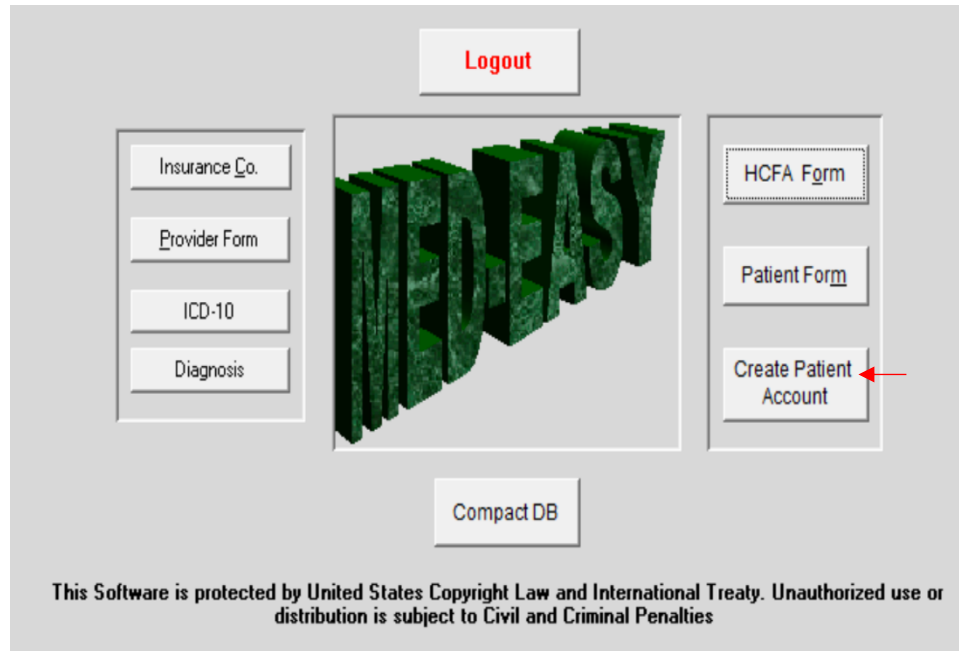 Logout
Insurance Co.
Provider Form
ICD-10
Diagnosis
MED-EASY
HCFA Form
Patient Form
Create Patient
Account
Compact DB
This Software is protected by United States Copyright Law and International Treaty. Unauthorized use or
distribution is subject to Civil and Criminal Penalties